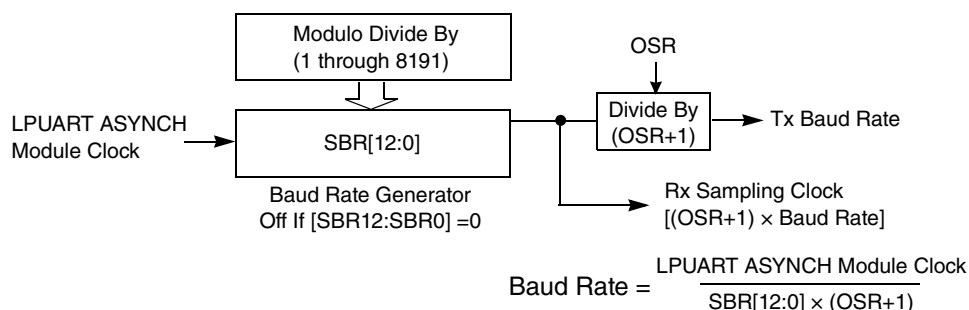 Modulo Divide By
(1 through 8191)
OSR
LPUART ASYNCH
Module Clock
SBR[12:0]
Divide By
(OSR+1)
Tx Baud Rate
Baud Rate Generator
Off If [SBR12:SBR0] =0
Rx Sampling Clock
[(OSR+1) × Baud Rate]
Baud Rate =
LPUART ASYNCH Module Clock
SBR[12:0] × (OSR+1)